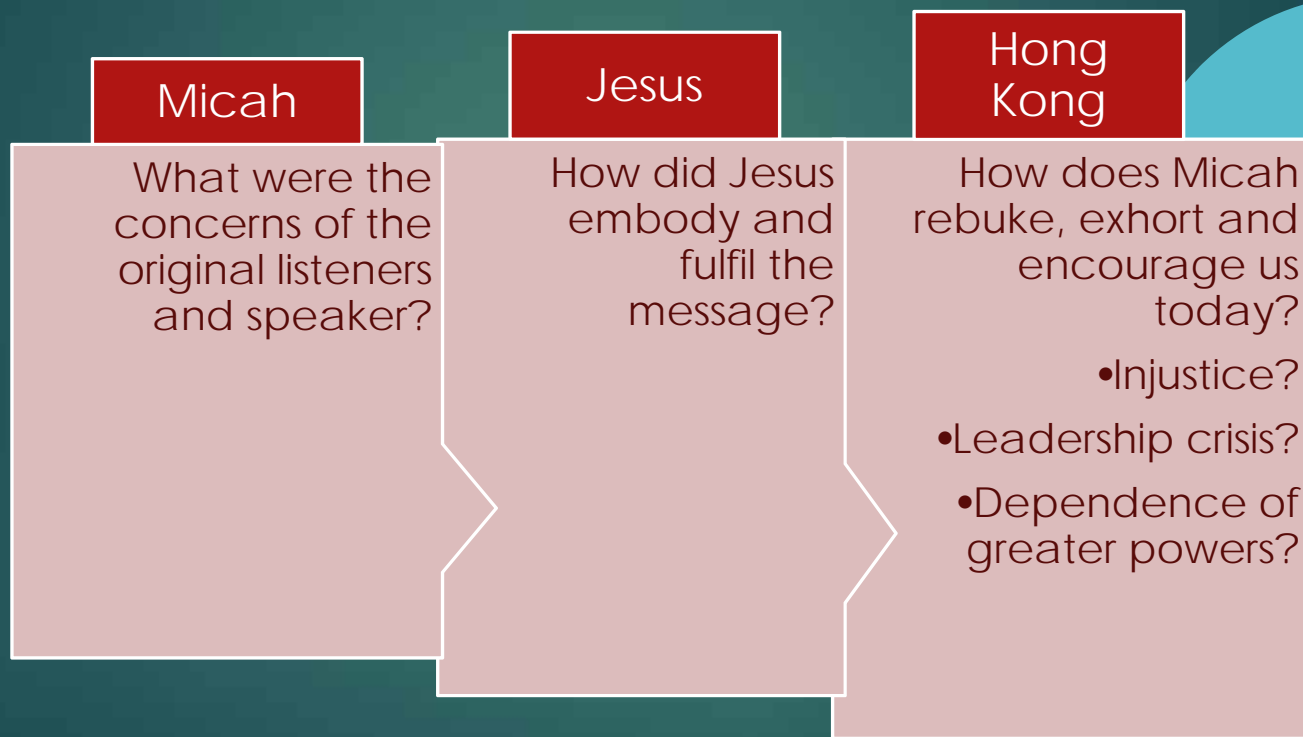 Micah
What were the
concerns of the
original listeners
and speaker?
Jesus
How did Jesus
embody and
fulfil the
message?
Hong
Kong
How does Micah
rebuke, exhort and
encourage us
today?
•Injustice?
•Leadership crisis?
•Dependence of
greater powers?